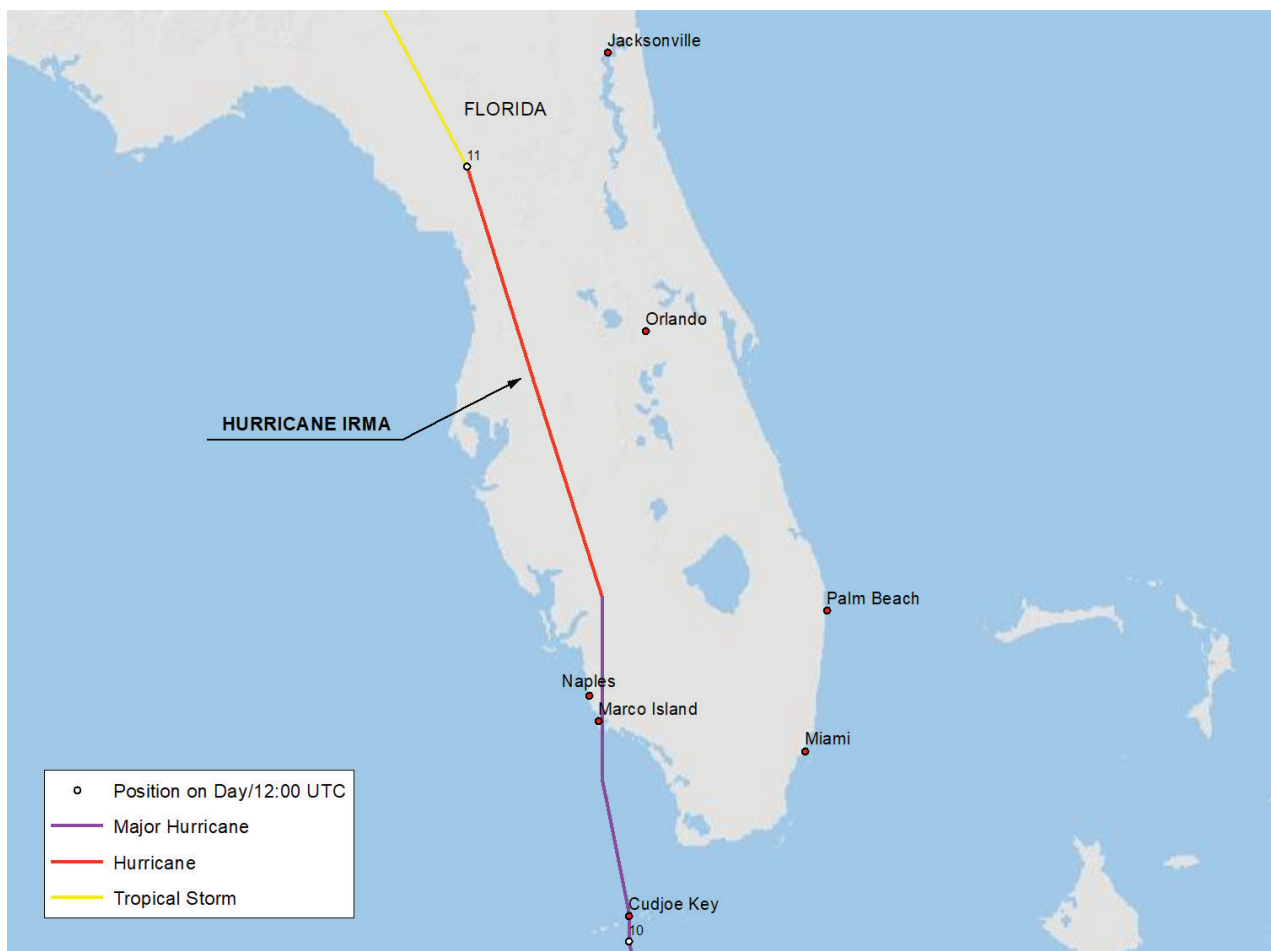 Jacksonville
FLORIDA
11
Orlando
HURRICANE IRMA
Palm Beach
Naples
Marco Island
Miami
Position on Day/12:00 UTC
Major Hurricane
Hurricane
Tropical Storm
Cudjoe Key
10